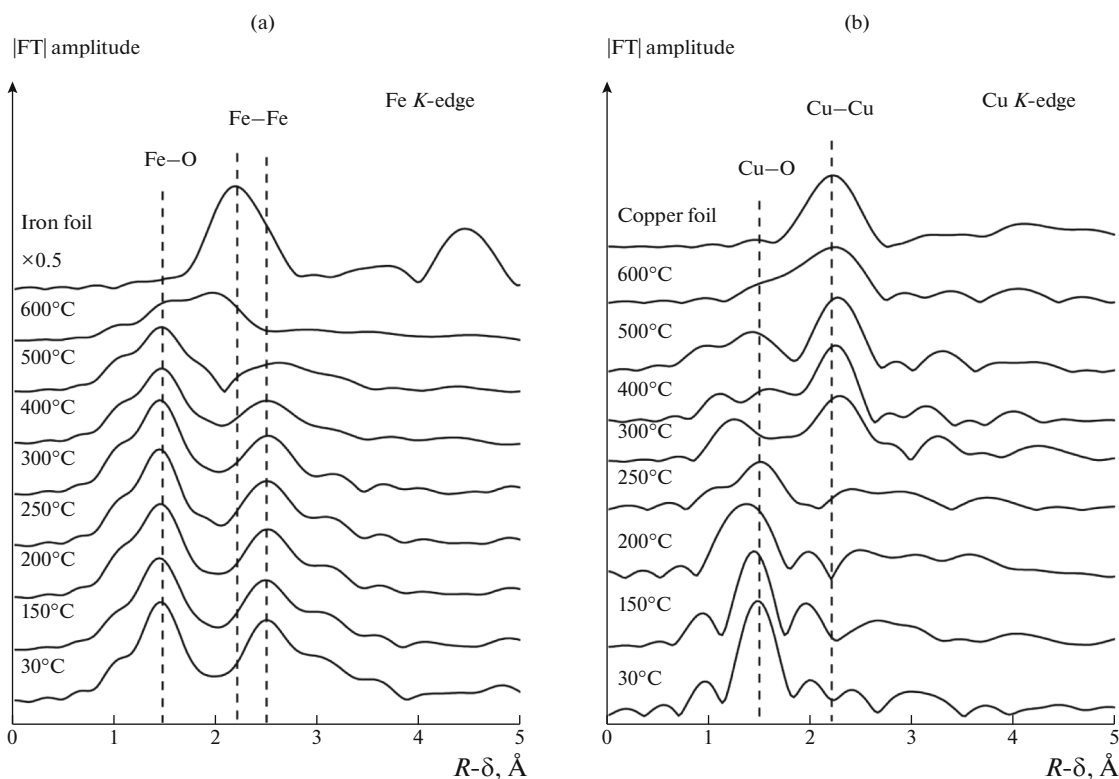 (a)
|FT| amplitude
Fe K-edge
Fe–Fe
Fe–O
Iron foil
×0.5
600°C
500°C
400°C
300°C
250°C
200°C
150°C
30°C
0 1 2 3 4 5
R-δ, Å
(b)
|FT| amplitude
Cu K-edge
Cu–Cu
Cu–O
Copper foil
600°C
500°C
400°C
300°C
250°C
200°C
150°C
30°C
0 1 2 3 4 5
R-δ, Å